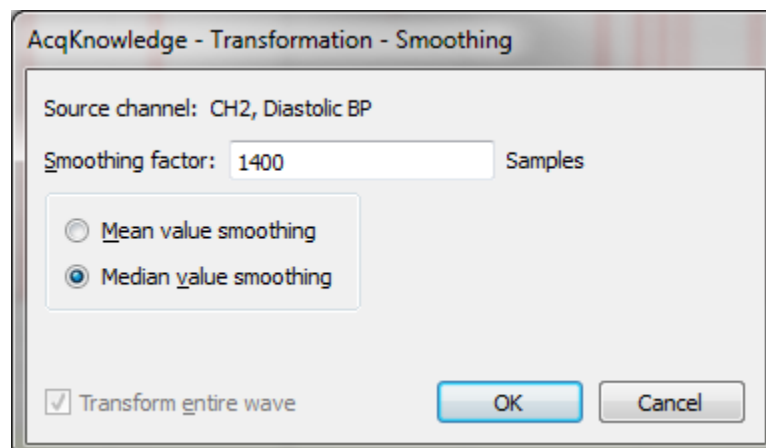 AcqKnowledge - Transformation - Smoothing
Source channel: CH2, Diastolic BP
Smoothing factor: 1400 Samples
Mean value smoothing
Median value smoothing
Transform entire wave OK Cancel